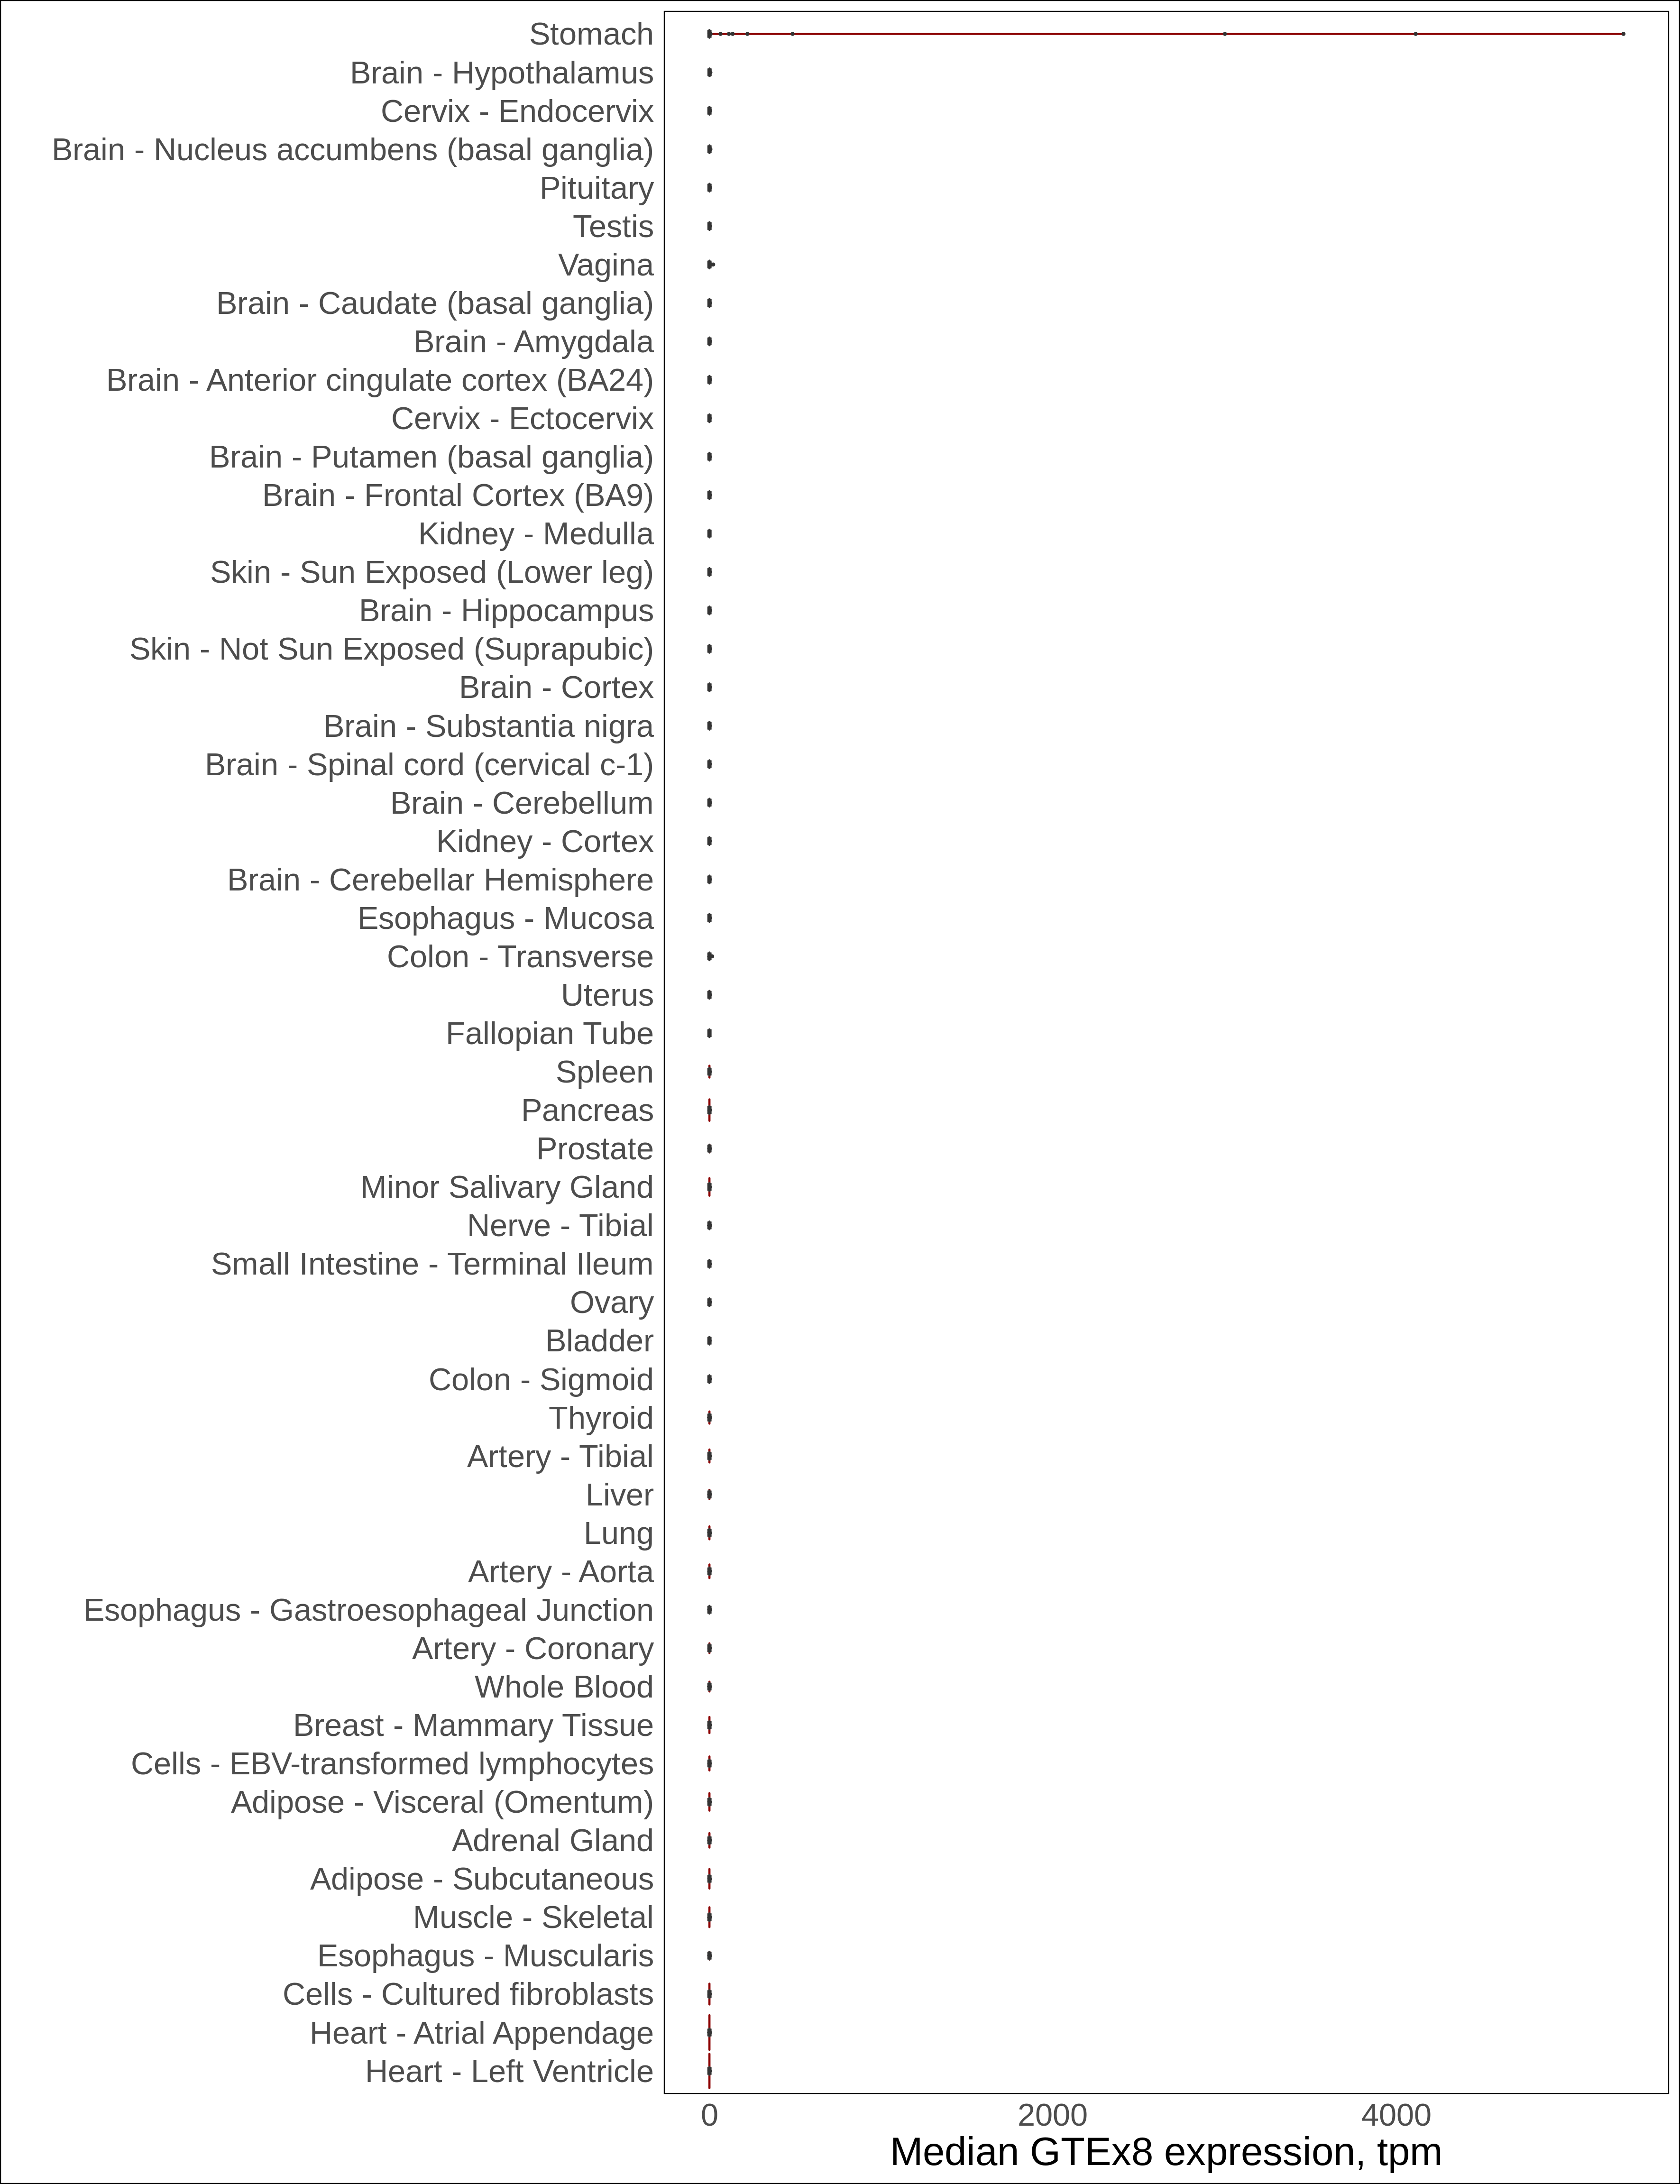 Stomach
Brain - Hypothalamus
Cervix - Endocervix
Brain - Nucleus accumbens (basal ganglia)
Pituitary
Testis
Vagina
Brain - Caudate (basal ganglia)
Brain - Amygdala
Brain - Anterior cingulate cortex (BA24)
Cervix - Ectocervix
Brain - Putamen (basal ganglia)
Brain - Frontal Cortex (BA9)
Kidney - Medulla
Skin - Sun Exposed (Lower leg)
Brain - Hippocampus
Skin - Not Sun Exposed (Suprapubic)
Brain - Cortex
Brain - Substantia nigra
Brain - Spinal cord (cervical c-1)
Brain - Cerebellum
Kidney - Cortex
Brain - Cerebellar Hemisphere
Esophagus - Mucosa
Colon - Transverse
Uterus
Fallopian Tube
Spleen
Pancreas
Prostate
Minor Salivary Gland
Nerve - Tibial
Small Intestine - Terminal Ileum
Ovary
Bladder
Colon - Sigmoid
Thyroid
Artery - Tibial
Liver
Lung
Artery - Aorta
Esophagus - Gastroesophageal Junction
Artery - Coronary
Whole Blood
Breast - Mammary Tissue
Cells - EBV-transformed lymphocytes
Adipose - Visceral (Omentum)
Adrenal Gland
Adipose - Subcutaneous
Muscle - Skeletal
Esophagus - Muscularis
Cells - Cultured fibroblasts
Heart - Atrial Appendage
Heart - Left Ventricle
0 2000 4000
Median GTEx8 expression, tpm